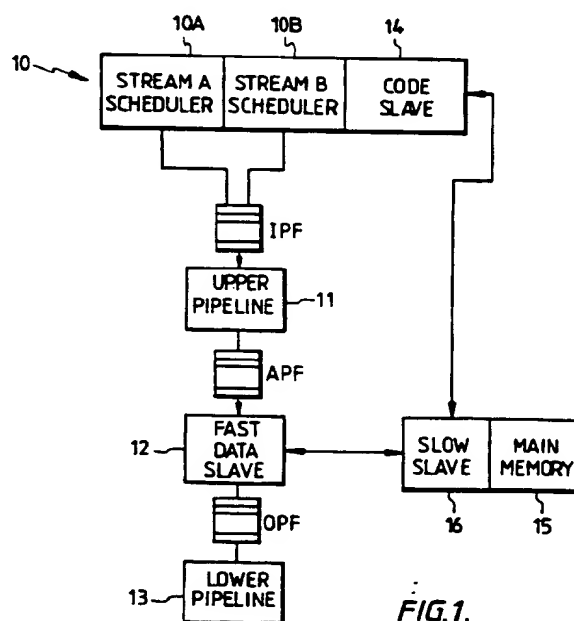 10A 10B 14
10
STREAM A STREAM B CODE
SCHEDULER SCHEDULER SLAVE
IPF
UPPER
PIPELINE
11
APF
12
FAST
DATA
SLAVE
SLOW MAIN
SLAVE MEMORY
16 15
OPF
13
LOWER
PIPELINE
FIG.1.